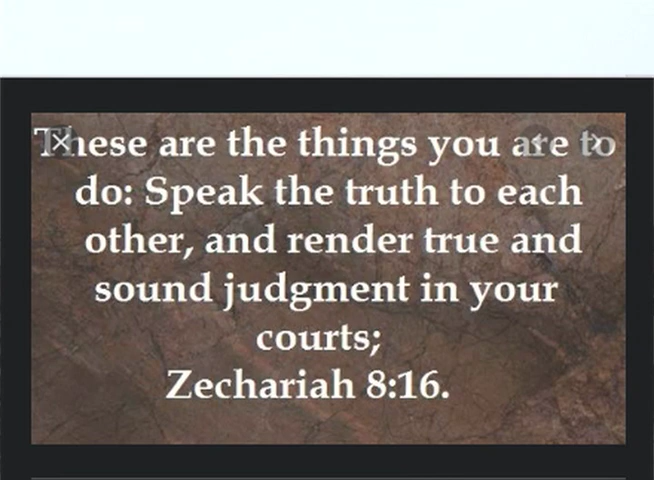 These are the things you are to
do: Speak the truth to each
other, and render true and
sound judgment in your
courts;
Zechariah 8:16.